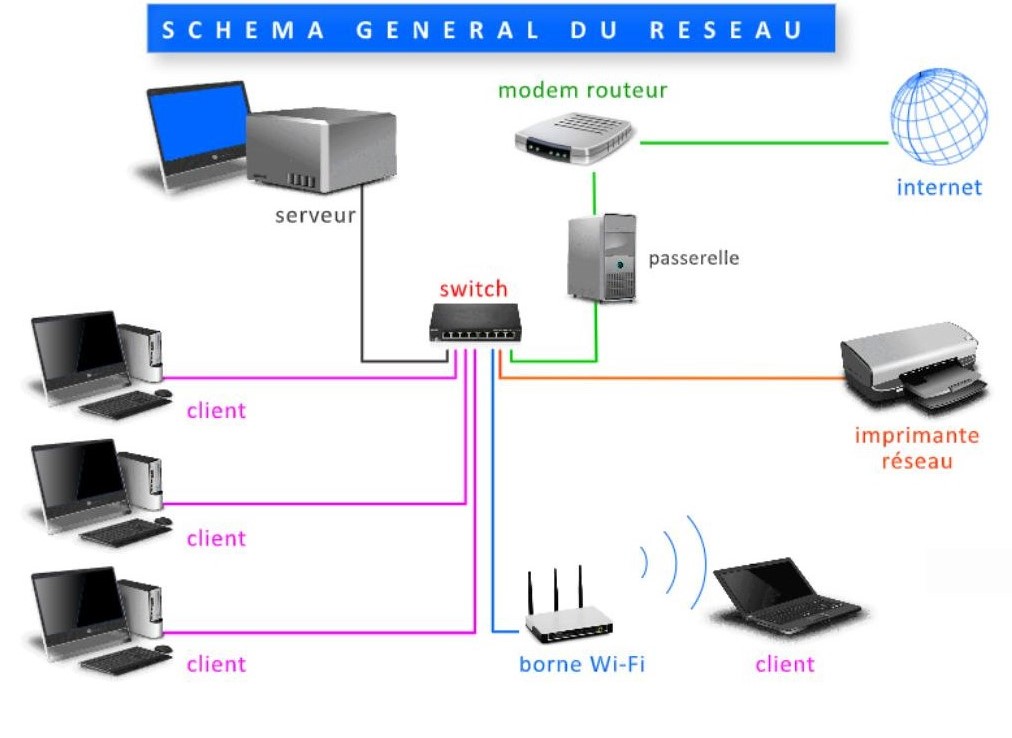 SCHEMA GENERAL DU RESEAU
modem routeur
internet
serveur
passerelle
switch
client
imprimante
réseau
client
client
borne Wi-Fi
client